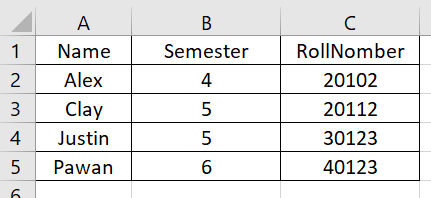 A B C
1 Name Semester RollNomber
2 Alex 4 20102
3 Clay 5 20112
4 Justin 5 30123
5 Pawan 6 40123
6